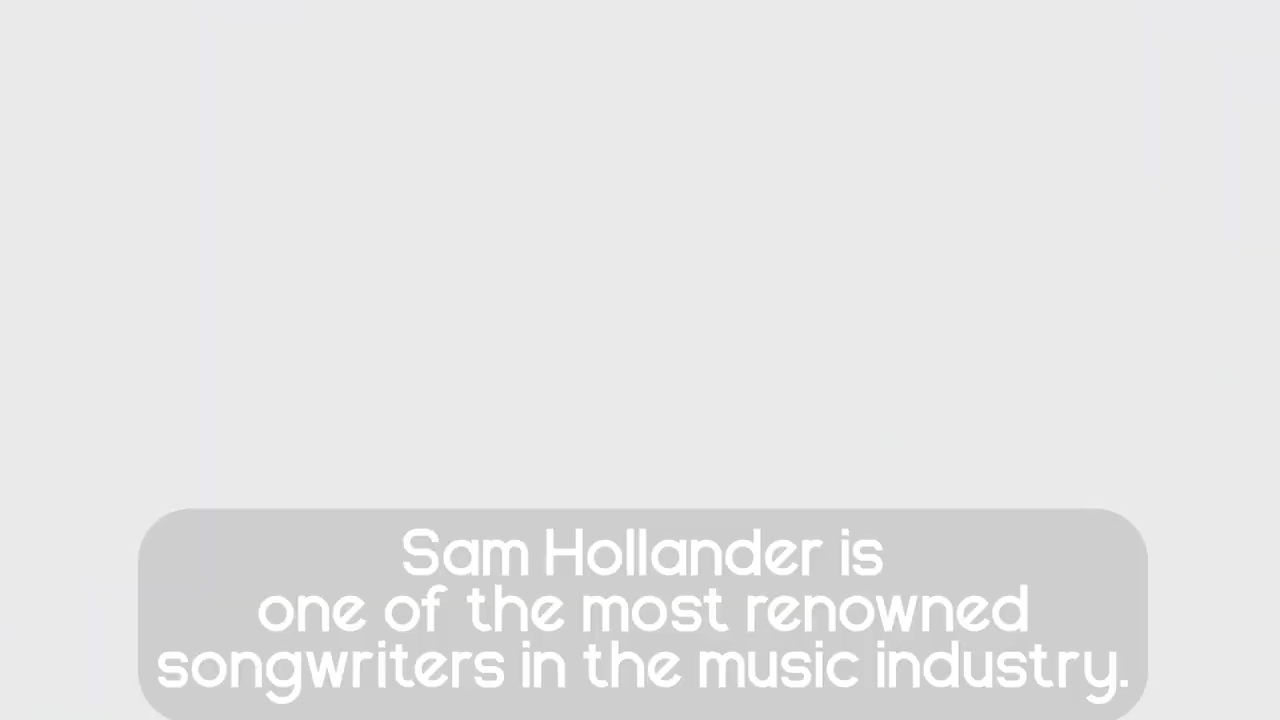 Sam Hollander is
one of the most renowned
songwriters in the music industry.